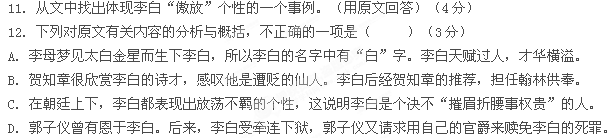 11. 从文中找出体现李白“傲放”个性的一个事例。（用原文回答）（4分）
12. 下列对原文有关内容的分析与概括，不正确的一项是（　　）（3分）
A. 李母梦见太白金星而生下李白，所以李白的名字中有“白”字。李白天赋过人，才华横溢。
B. 贺知章很欣赏李白的诗才，感叹他是遭贬的仙人。李白后经贺知章的推荐，担任翰林供奉。
C. 在朝廷上下，李白都表现出放荡不羁的个性，这说明李白是个决不“摧眉折腰事权贵”的人。
D. 郭子仪曾有恩于李白。后来，李白受牵连下狱，郭子仪又请求用自己的官爵来赎免李白的死罪。